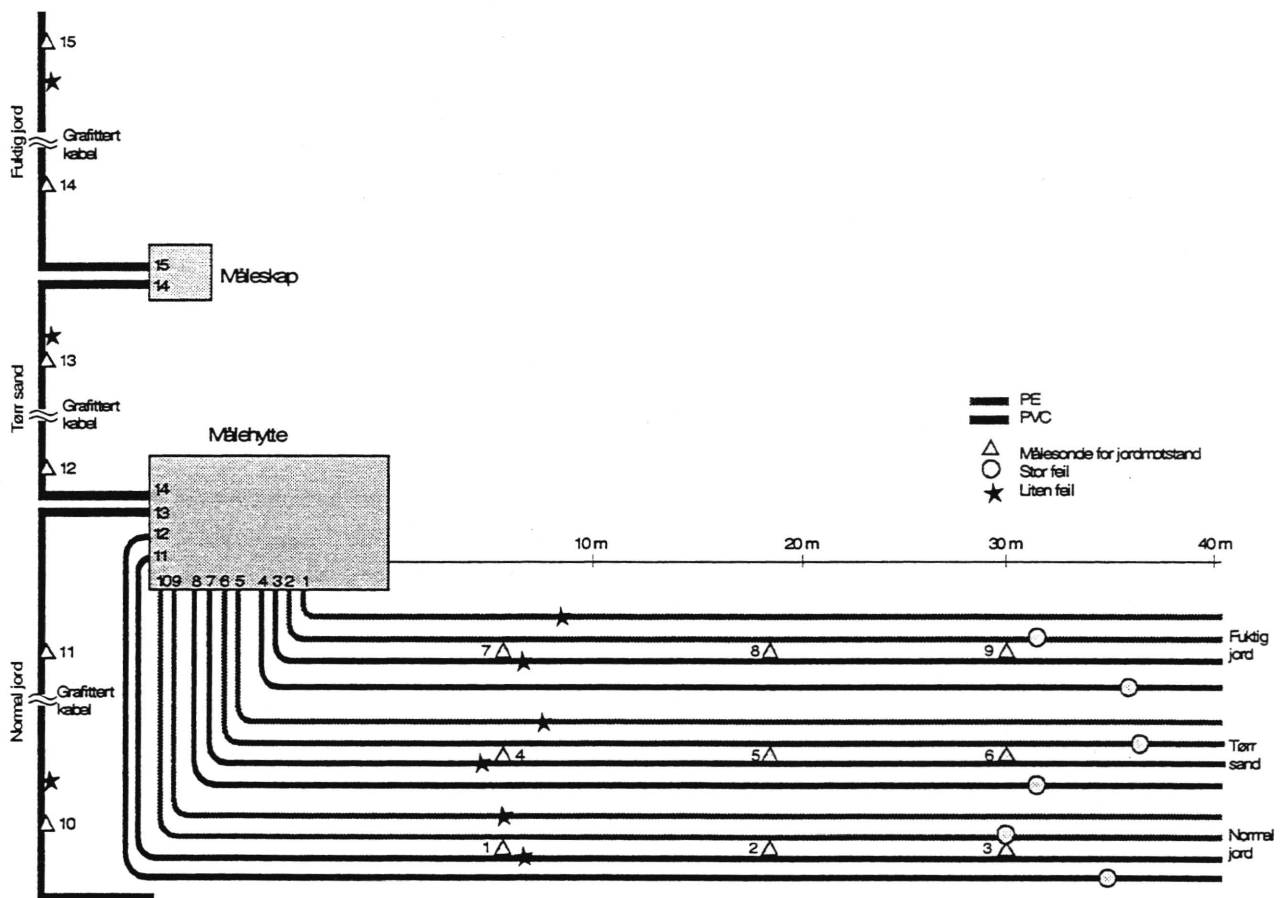 15
Fuktig jord
Grafittert
kabel
14
15
14
Måleskap
13
Tørr sand
Grafittert
kabel
12
Målehytte
PE
PVC
Målesonde for jordmotstand
Stor feil
Liten feil
14
13
12
11
10 9 8 7 6 5 4 3 2 1
10 m 20 m 30 m 40 m
11
Normal jord
Grafittert
kabel
10
7 8 9
Fuktig
jord
4 5 6
Tørr
sand
1 2 3
Normal
jord